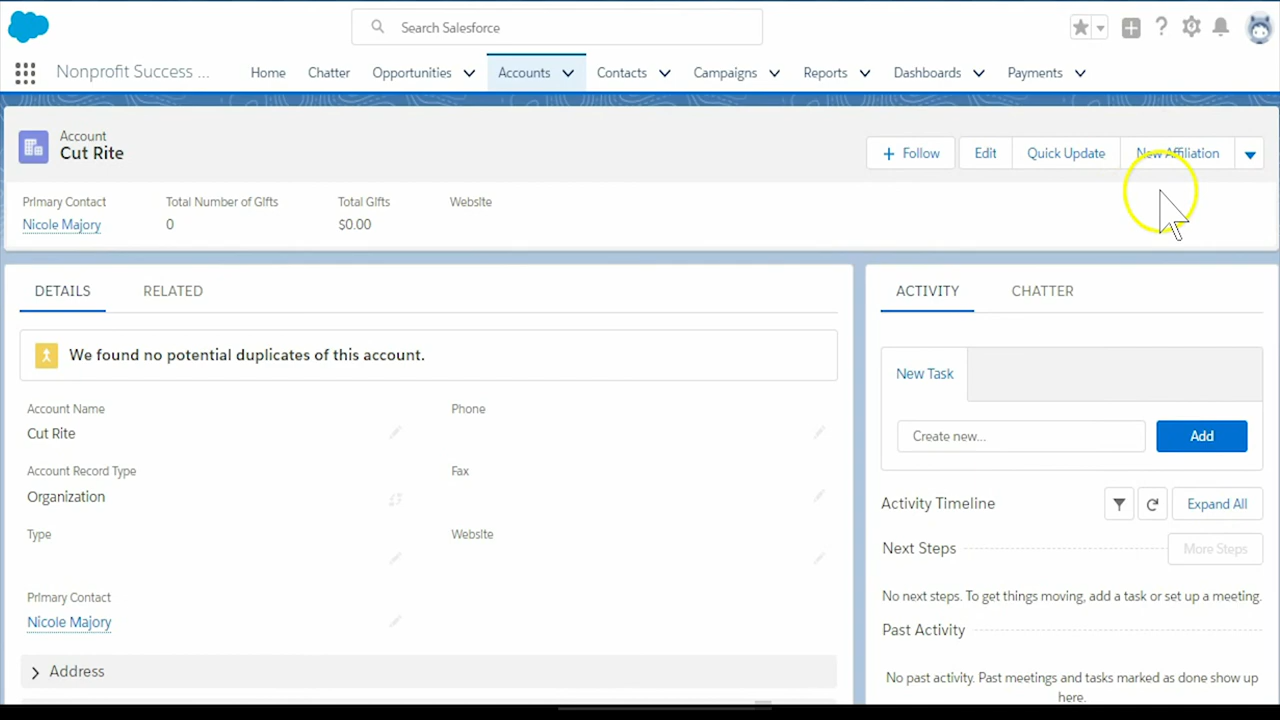 Search Salesforce
Nonprofit Success ...
Home
Chatter
Opportunities
Accounts
Contacts
Campaigns
Reports
Dashboards
Payments
Account
Cut Rite
Follow
Edit
Quick Update
New Affiliation
Primary Contact
Total Number of Gifts
Total Gifts
Website
Nicole Majory
0
$0.00
DETAILS
RELATED
We found no potential duplicates of this account.
Account Name
Cut Rite
Phone
Account Record Type
Organization
Fax
Type
Website
Primary Contact
Nicole Majory
Address
ACTIVITY
CHATTER
New Task
Create new...
Add
Activity Timeline
Expand All
Next Steps
More Steps
No next steps. To get things moving, add a task or set up a meeting.
Past Activity
No past activity. Past meetings and tasks marked as done show up
here.